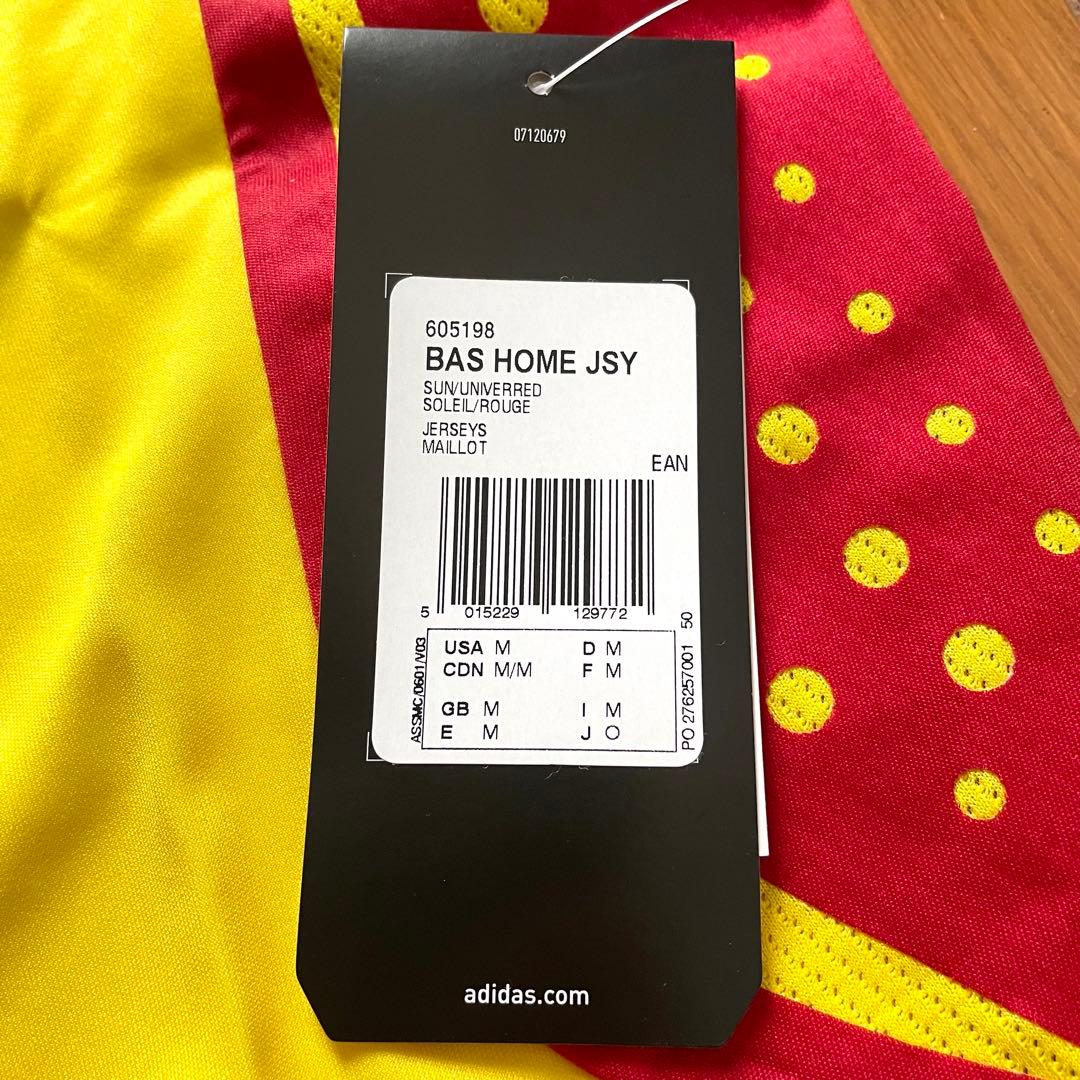 07120679
605198
BAS HOME JSY
SUN/UNIVERRED
SOLEIL/ROUGE
JERSEYS
MAILLOT
EAN
5 015229 129772
ASSMC/0601/V03
USA M D M
CDN M/M F M
GB M I M
E M J O
PO 276257001 50
adidas.com